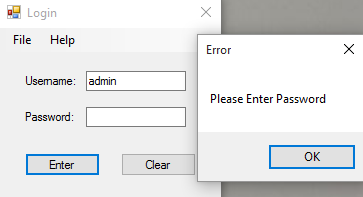 Login
File Help
Username: admin
Password:
Enter Clear
Error
Please Enter Password
OK